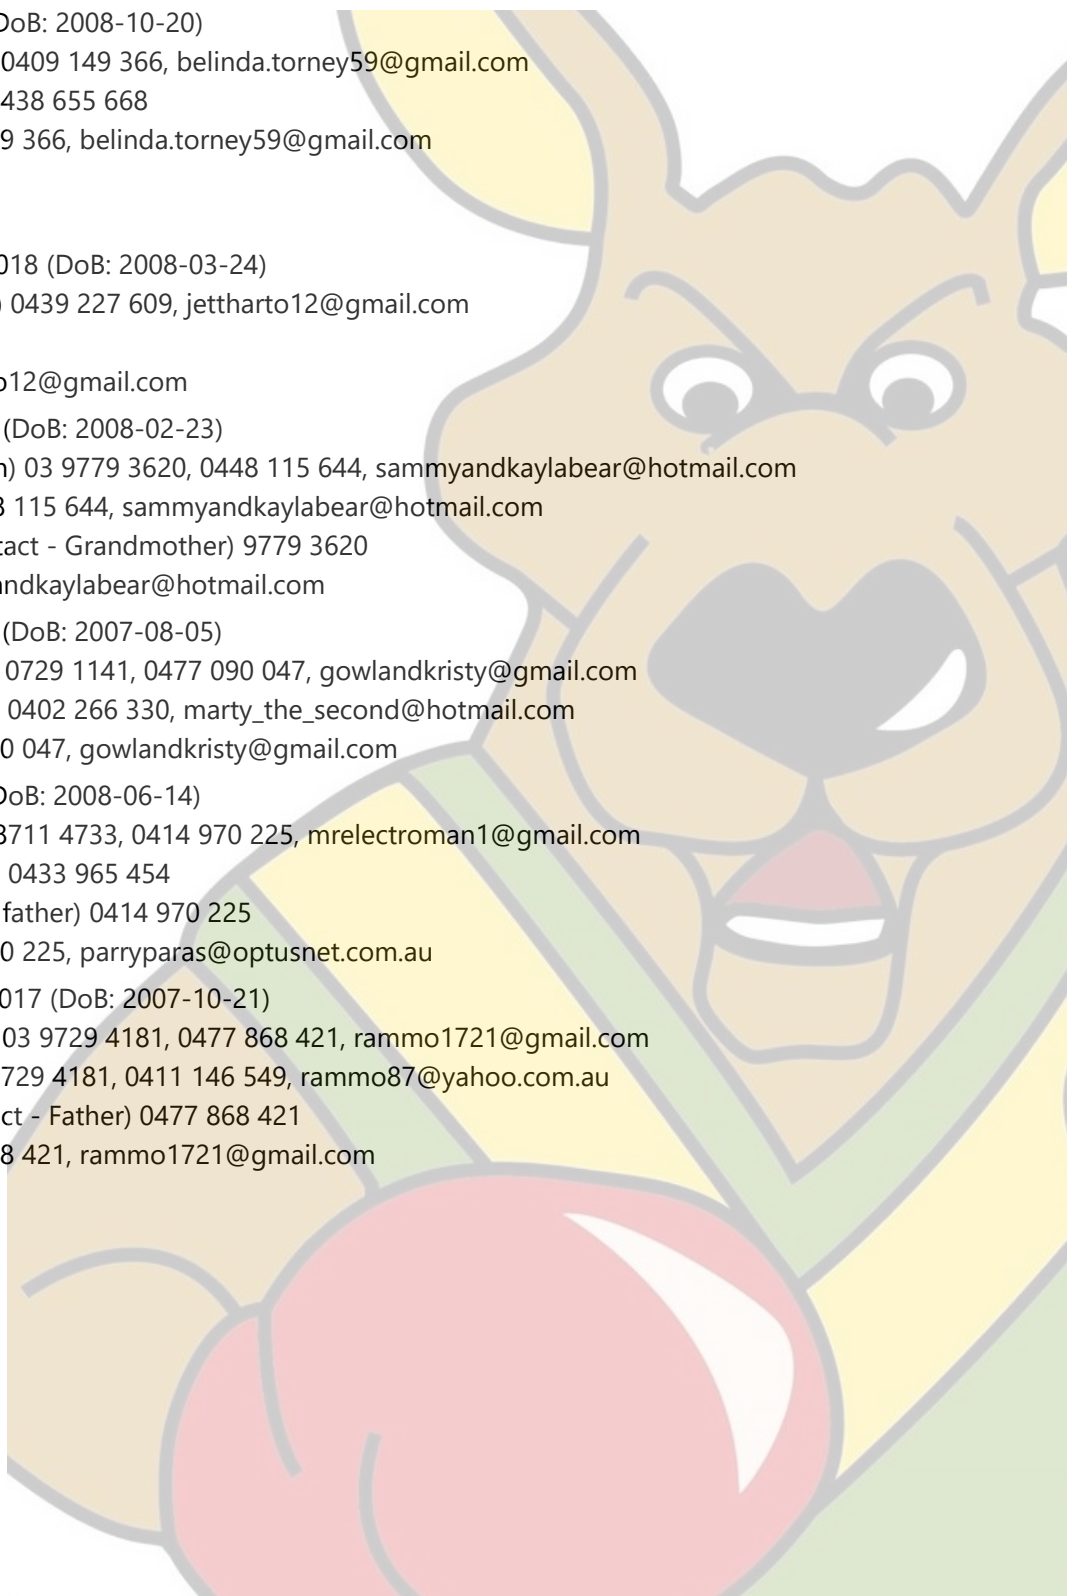 DoB: 2008-10-20)
0409 149 366, belinda.torney59@gmail.com
438 655 668
9 366, belinda.torney59@gmail.com
018 (DoB: 2008-03-24)
) 0439 227 609, jettharto12@gmail.com
o12@gmail.com
(DoB: 2008-02-23)
n) 03 9779 3620, 0448 115 644, sammyandkaylabear@hotmail.com
8 115 644, sammyandkaylabear@hotmail.com
tact - Grandmother) 9779 3620
andkaylabear@hotmail.com
(DoB: 2007-08-05)
0729 1141, 0477 090 047, gowlandkristy@gmail.com
0402 266 330, marty_the_second@hotmail.com
0 047, gowlandkristy@gmail.com
DoB: 2008-06-14)
8711 4733, 0414 970 225, mrelectroman1@gmail.com
0433 965 454
father) 0414 970 225
0 225, parryparas@optusnet.com.au
017 (DoB: 2007-10-21)
03 9729 4181, 0477 868 421, rammo1721@gmail.com
729 4181, 0411 146 549, rammo87@yahoo.com.au
ct - Father) 0477 868 421
8 421, rammo1721@gmail.com